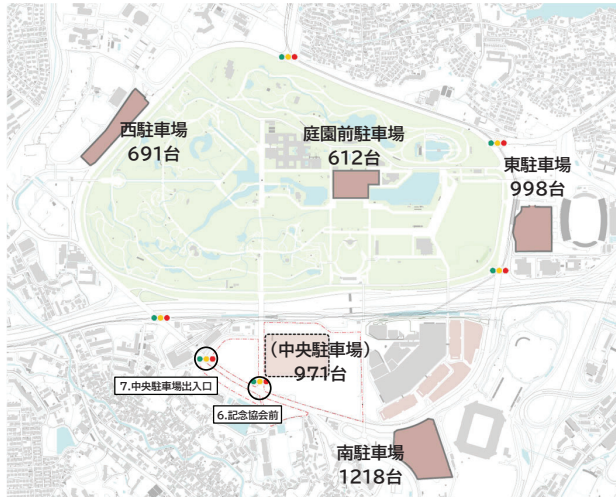 西駐車場
691台
庭園前駐車場
612台
東駐車場
998台
(中央駐車場)
971台
7.中央駐車場出入口
6.記念協会前
南駐車場
1218台